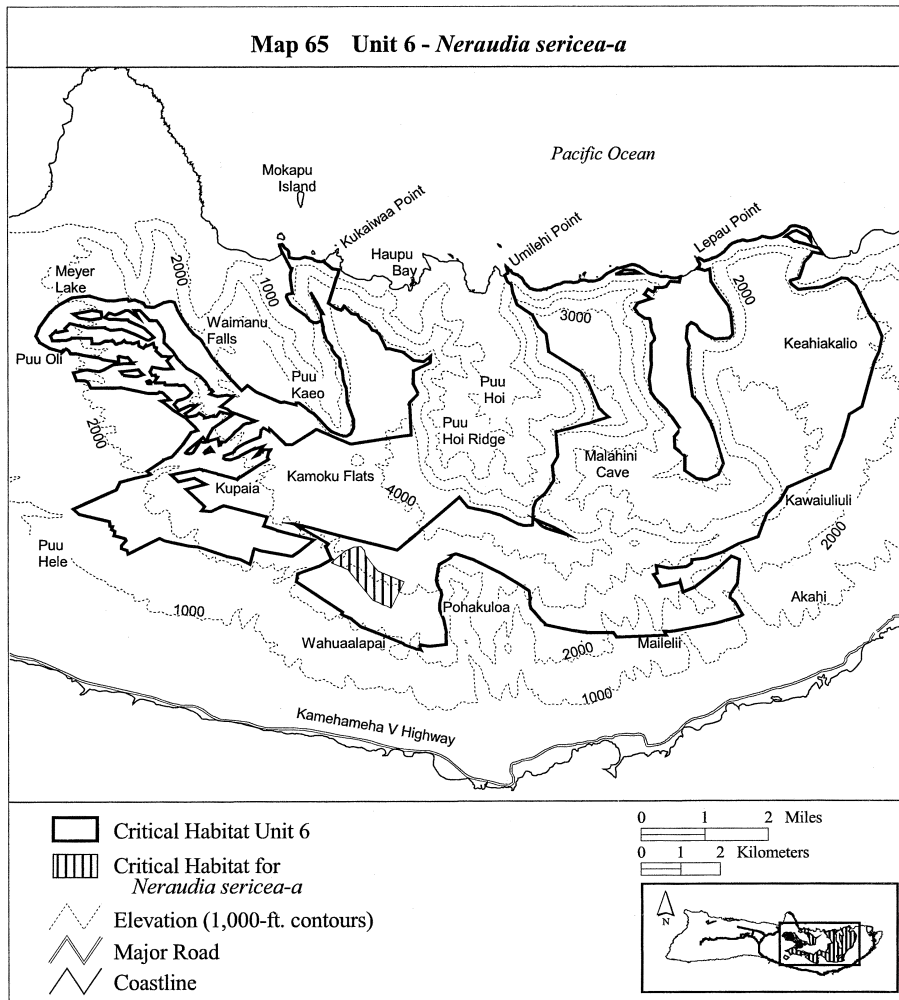 Map 65 Unit 6 - Neraudia sericea-a
Pacific Ocean
Mokapu
Island
Kukaiwaa Point
Haupu
Bay
Umilehi Point
Lepau Point
Meyer
Lake
2000
1000
3000
2000
Waimanu
Falls
Keahiakalio
Puu Oli
Puu
Kaeo
Puu
Hoi
2000
Puu
Hoi Ridge
Malahini
Cave
Kamoku Flats
Kupaia
4000
Kawaiuliuli
2000
Puu
Hele
1000
Pohakuloa
Akahi
Wahuaalapai
2000
Mailelii
1000
Kamehameha V Highway
Critical Habitat Unit 6
Critical Habitat for
Neraudia sericea-a
Elevation (1,000-ft. contours)
Major Road
Coastline
0 1 2 Miles
0 1 2 Kilometers
N